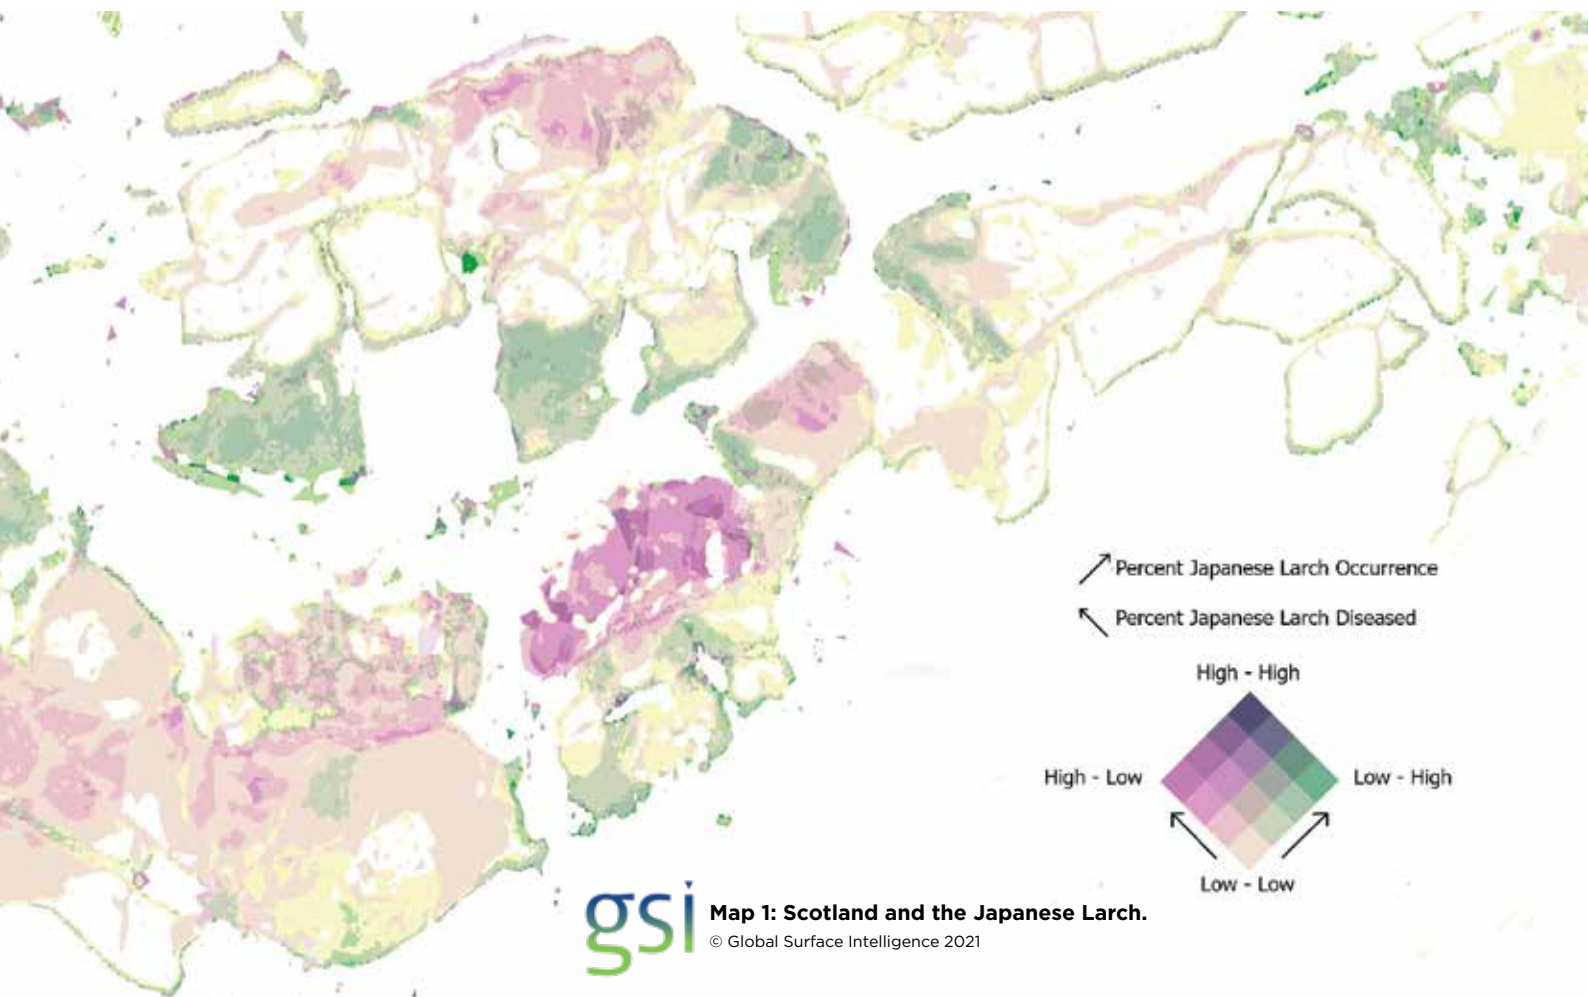 Percent Japanese Larch Occurrence
Percent Japanese Larch Diseased
High - High
High - Low
Low - High
Low - Low
gsi
Map 1: Scotland and the Japanese Larch.
© Global Surface Intelligence 2021